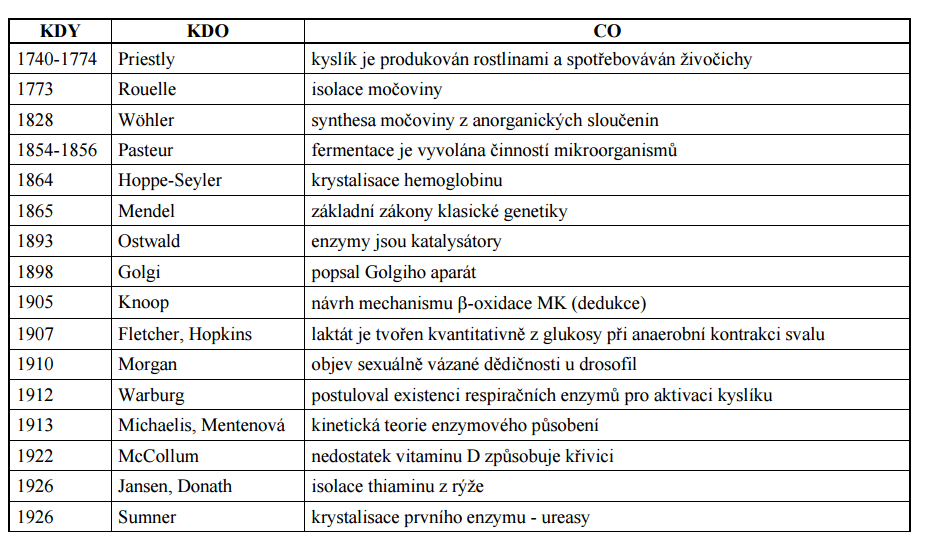 KDY KDO CO
1740-1774 Priestly kyslík je produkován rostlinami a spotřebováván živočichy
1773 Rouelle isolace močoviny
1828 Wöhler synthesa močoviny z anorganických sloučenin
1854-1856 Pasteur fermentace je vyvolána činností mikroorganismů
1864 Hoppe-Seyler krystalisace hemoglobinu
1865 Mendel základní zákony klasické genetiky
1893 Ostwald enzymy jsou katalysátory
1898 Golgi popsal Golgiho aparát
1905 Knoop návrh mechanismu β-oxidace MK (dedukce)
1907 Fletcher, Hopkins laktát je tvořen kvantitativně z glukosy při anaerobní kontrakci svalu
1910 Morgan objev sexuálně vázané dědičnosti u drosofil
1912 Warburg postuloval existenci respiračních enzymů pro aktivaci kyslíku
1913 Michaelis, Mentenová kinetická teorie enzymového působení
1922 McCollum nedostatek vitaminu D způsobuje křivici
1926 Jansen, Donath isolace thiaminu z rýže
1926 Sumner krystalisace prvního enzymu - ureasy